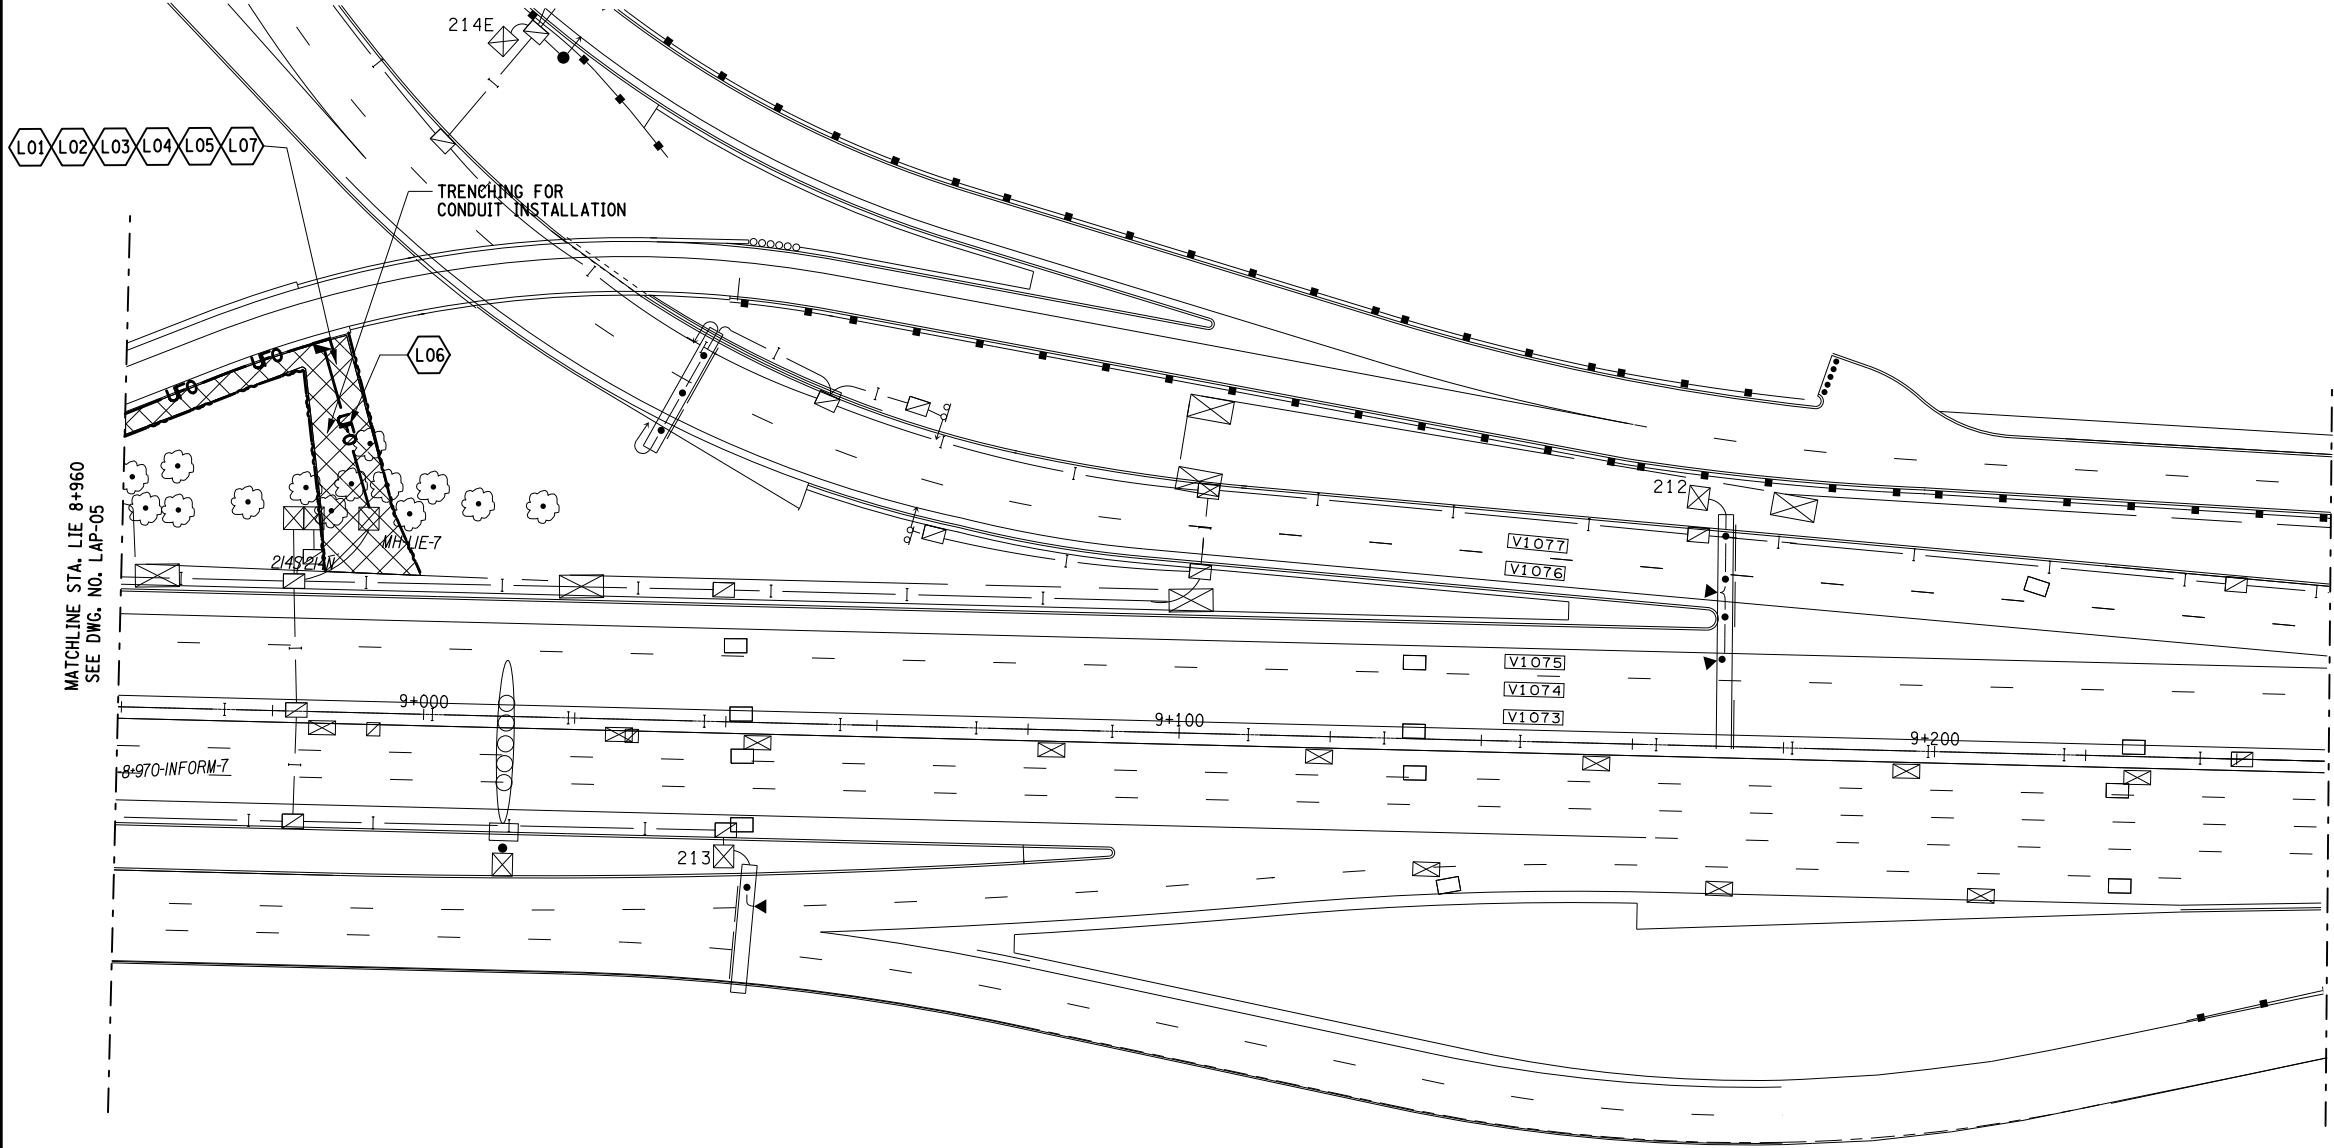 214E
L01 L02 L03 L04 L05 L07
TRENCHING FOR
CONDUIT INSTALLATION
L06
UFO
UFO
UFO
MATCHLINE STA. LIE 8+960
SEE DWG. NO. LAP-05
MH-LIE-7
214S 214N
212
V1077
V1076
V1075
V1074
V1073
9+000
9+100
9+200
8+970-INFORM-7
213